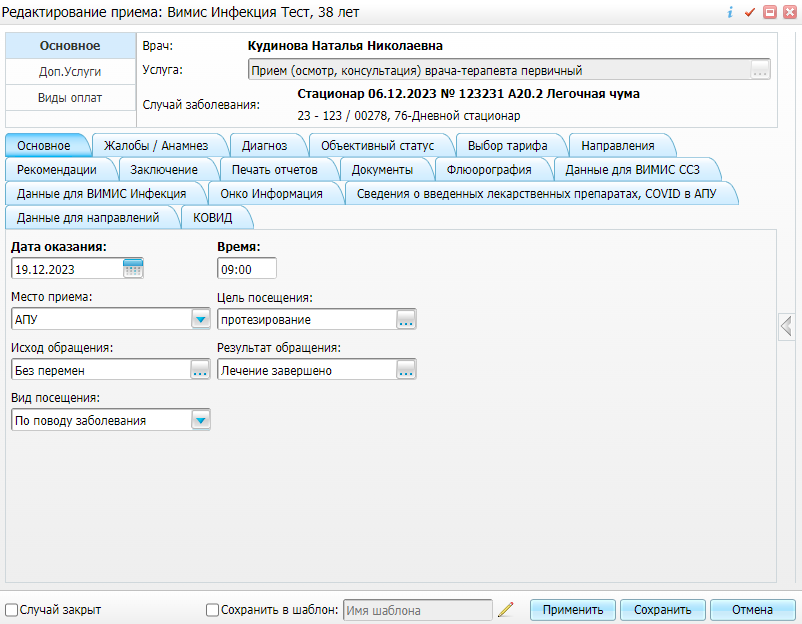 Редактирование приема: Вимис Инфекция Тест, 38 лет
Основное
Доп.Услуги
Виды оплат
Врач: Кудинова Наталья Николаевна
Услуга: Прием (осмотр, консультация) врача-терапевта первичный
Случай заболевания: Стационар 06.12.2023 № 123231 А20.2 Легочная чума
23 - 123 / 00278, 76-Дневной стационар
Основное Жалобы / Анамнез Диагноз Объективный статус Выбор тарифа Направления
Рекомендации Заключение Печать отчетов Документы Флюорография Данные для ВИМИС ССЗ
Данные для ВИМИС Инфекция Онко Информация Сведения о введенных лекарственных препаратах, COVID в АПУ
Данные для направлений КОВИД
Дата оказания: Время:
19.12.2023 09:00
Место приема: Цель посещения:
АПУ протезирование
Исход обращения: Результат обращения:
Без перемен Лечение завершено
Вид посещения:
По поводу заболевания
Случай закрыт Сохранить в шаблон: Имя шаблона Применить Сохранить Отмена